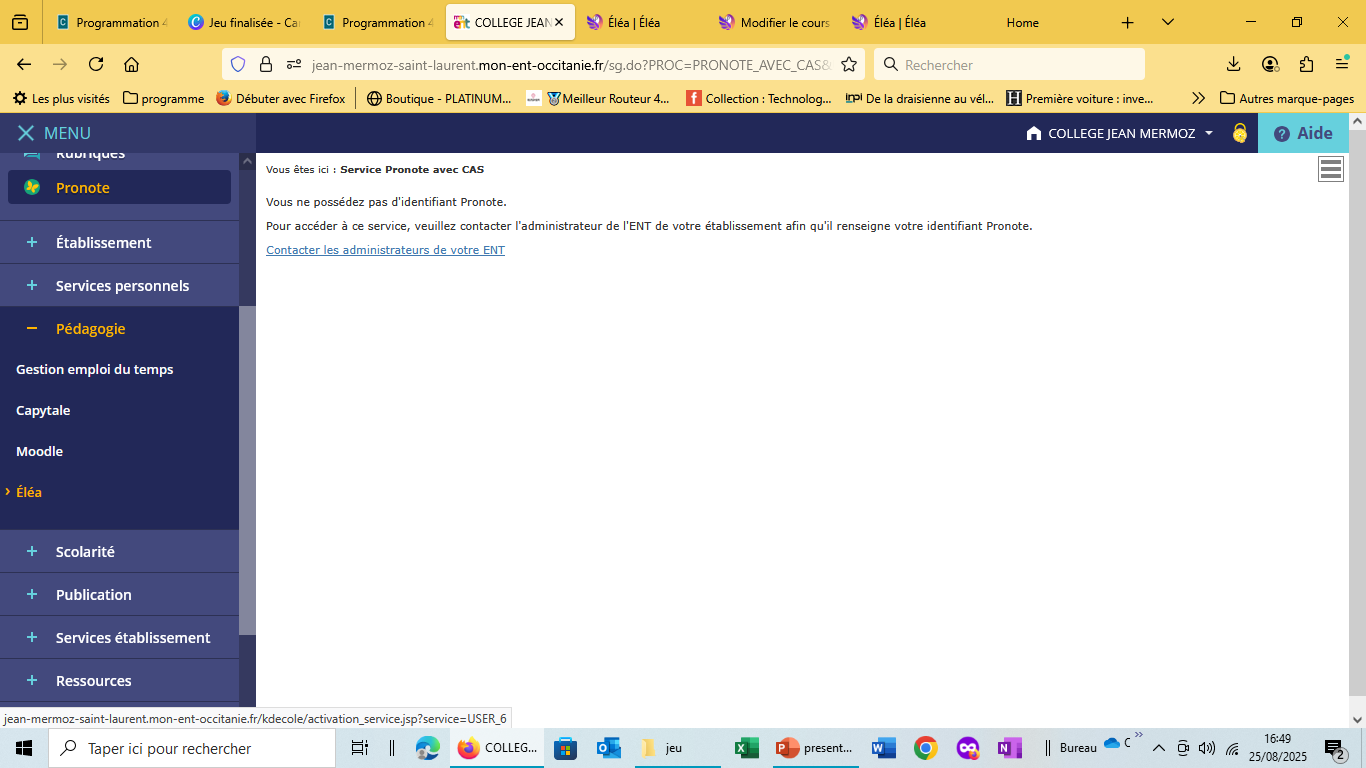 Programmation 4
Jeu finalisée - Ca
Programmation 4
COLLEGE JEAN
Éléa | Éléa
Modifier le cours
Éléa | Éléa
Home
jean-mermoz-saint-laurent.mon-ent-occitanie.fr/sg.do?PROC=PRONOTE_AVEC_CAS&
Rechercher
Les plus visités
programme
Débuter avec Firefox
Boutique - PLATINUM...
Meilleur Routeur 4...
Collection : Technolog...
De la draisienne au vél...
Première voiture : inve...
Autres marque-pages
MENU
COLLEGE JEAN MERMOZ
Aide
Rubriques
Pronote
Établissement
Services personnels
Pédagogie
Gestion emploi du temps
Capytale
Moodle
Éléa
Scolarité
Publication
Services établissement
Ressources
Vous êtes ici : Service Pronote avec CAS
Vous ne possédez pas d'identifiant Pronote.
Pour accéder à ce service, veuillez contacter l'administrateur de l'ENT de votre établissement afin qu'il renseigne votre identifiant Pronote.
Contacter les administrateurs de votre ENT
jean-mermoz-saint-laurent.mon-ent-occitanie.fr/kdecole/activation_service.jsp?service=USER_6
Taper ici pour rechercher
COLLEG...
jeu
present...
Bureau
16:49
25/08/2025
2